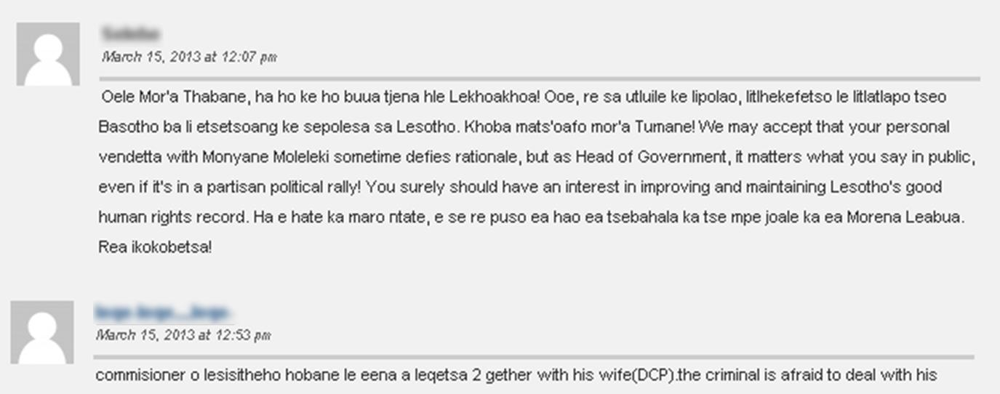 March 15, 2013 at 12:07 pm
Oele Mor'a Thabane, ha ho ke ho buua tjena hle Lekhoakhoa! Ooe, re sa utluile ke lipolao, litlhekefetso le litlatlapo tseo
Basotho ba li etsetsoang ke sepolesa sa Lesotho. Khoba mats'oafo mor'a Tumane! We may accept that your personal
vendetta with Monyane Moleleki sometime defies rationale, but as Head of Government, it matters what you say in public,
even if it's in a partisan political rally! You surely should have an interest in improving and maintaining Lesotho's good
human rights record. Ha e hate ka maro ntate, e se re puso ea hao ea tsebahala ka tse mpe joale ka ea Morena Leabua.
Rea ikokobetsa!
March 15, 2013 at 12:53 pm
commisioner o lesisitheho hobane le eena a leqetsa 2 gether with his wife(DCP).the criminal is afraid to deal with his